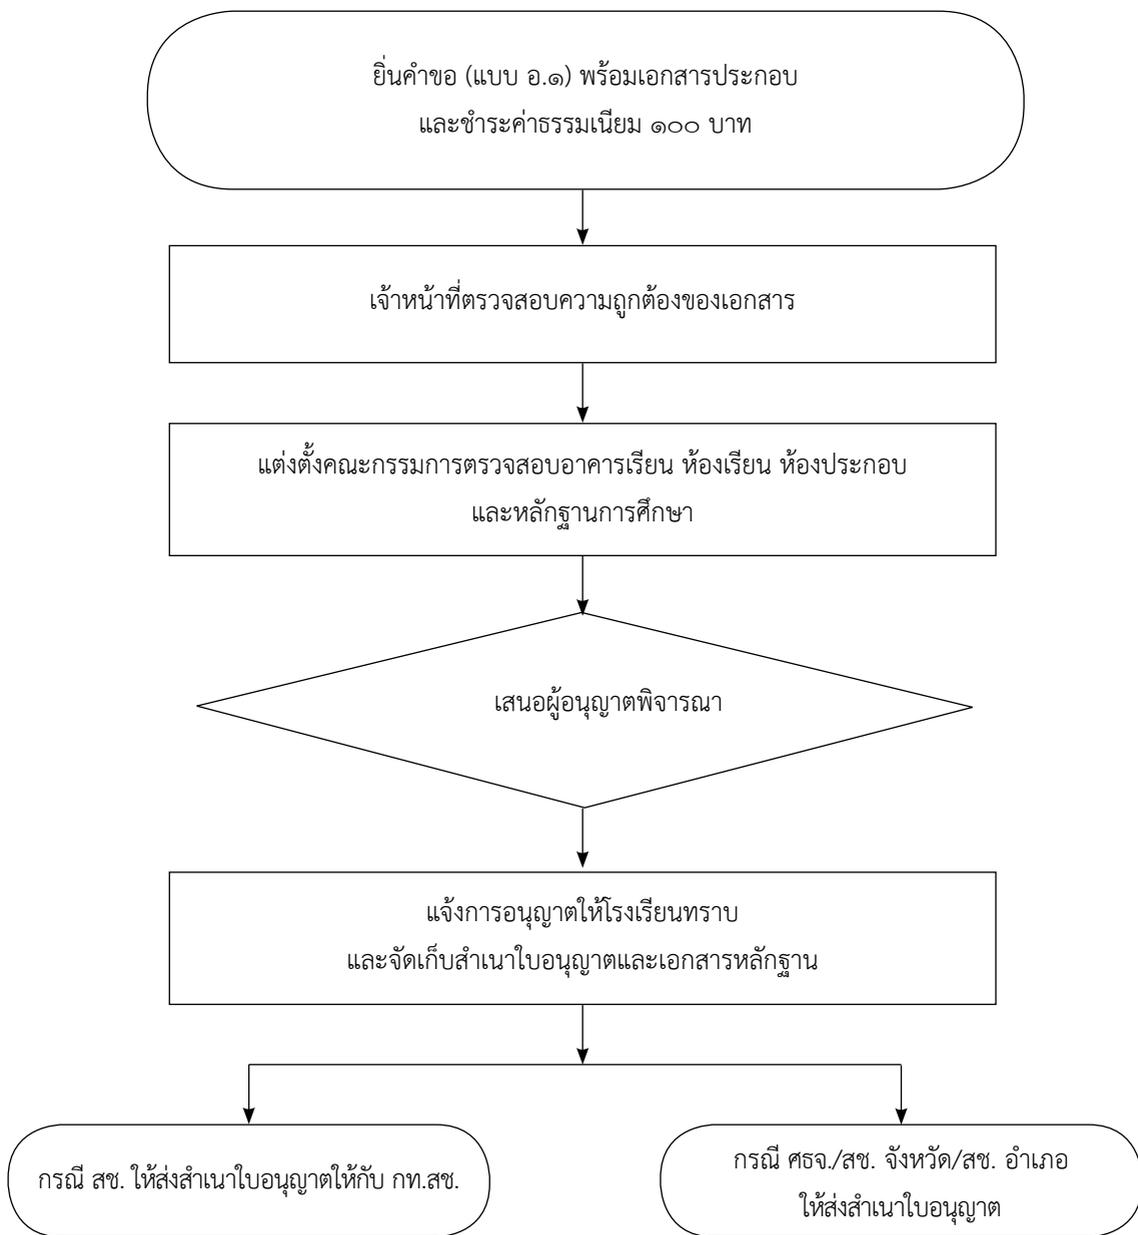 ยิ่นคำขอ (แบบ อ.๑) พร้อมเอกสารประกอบ
และชำระค่าธรรมเนียม ๑๐๐ บาท
เจ้าหน้าที่ตรวจสอบความถูกต้องของเอกสาร
แต่งตั้งคณะกรรมการตรวจสอบอาคารเรียน ห้องเรียน ห้องประกอบ
และหลักฐานการศึกษา
เสนอผู้อนุญาตพิจารณา
แจ้งการอนุญาตให้โรงเรียนทราบ
และจัดเก็บสำเนาใบอนุญาตและเอกสารหลักฐาน
กรณี สช. ให้ส่งสำเนาใบอนุญาตให้กับ กท.สช.
กรณี ศธจ./สช. จังหวัด/สช. อำเภอ
ให้ส่งสำเนาใบอนุญาต